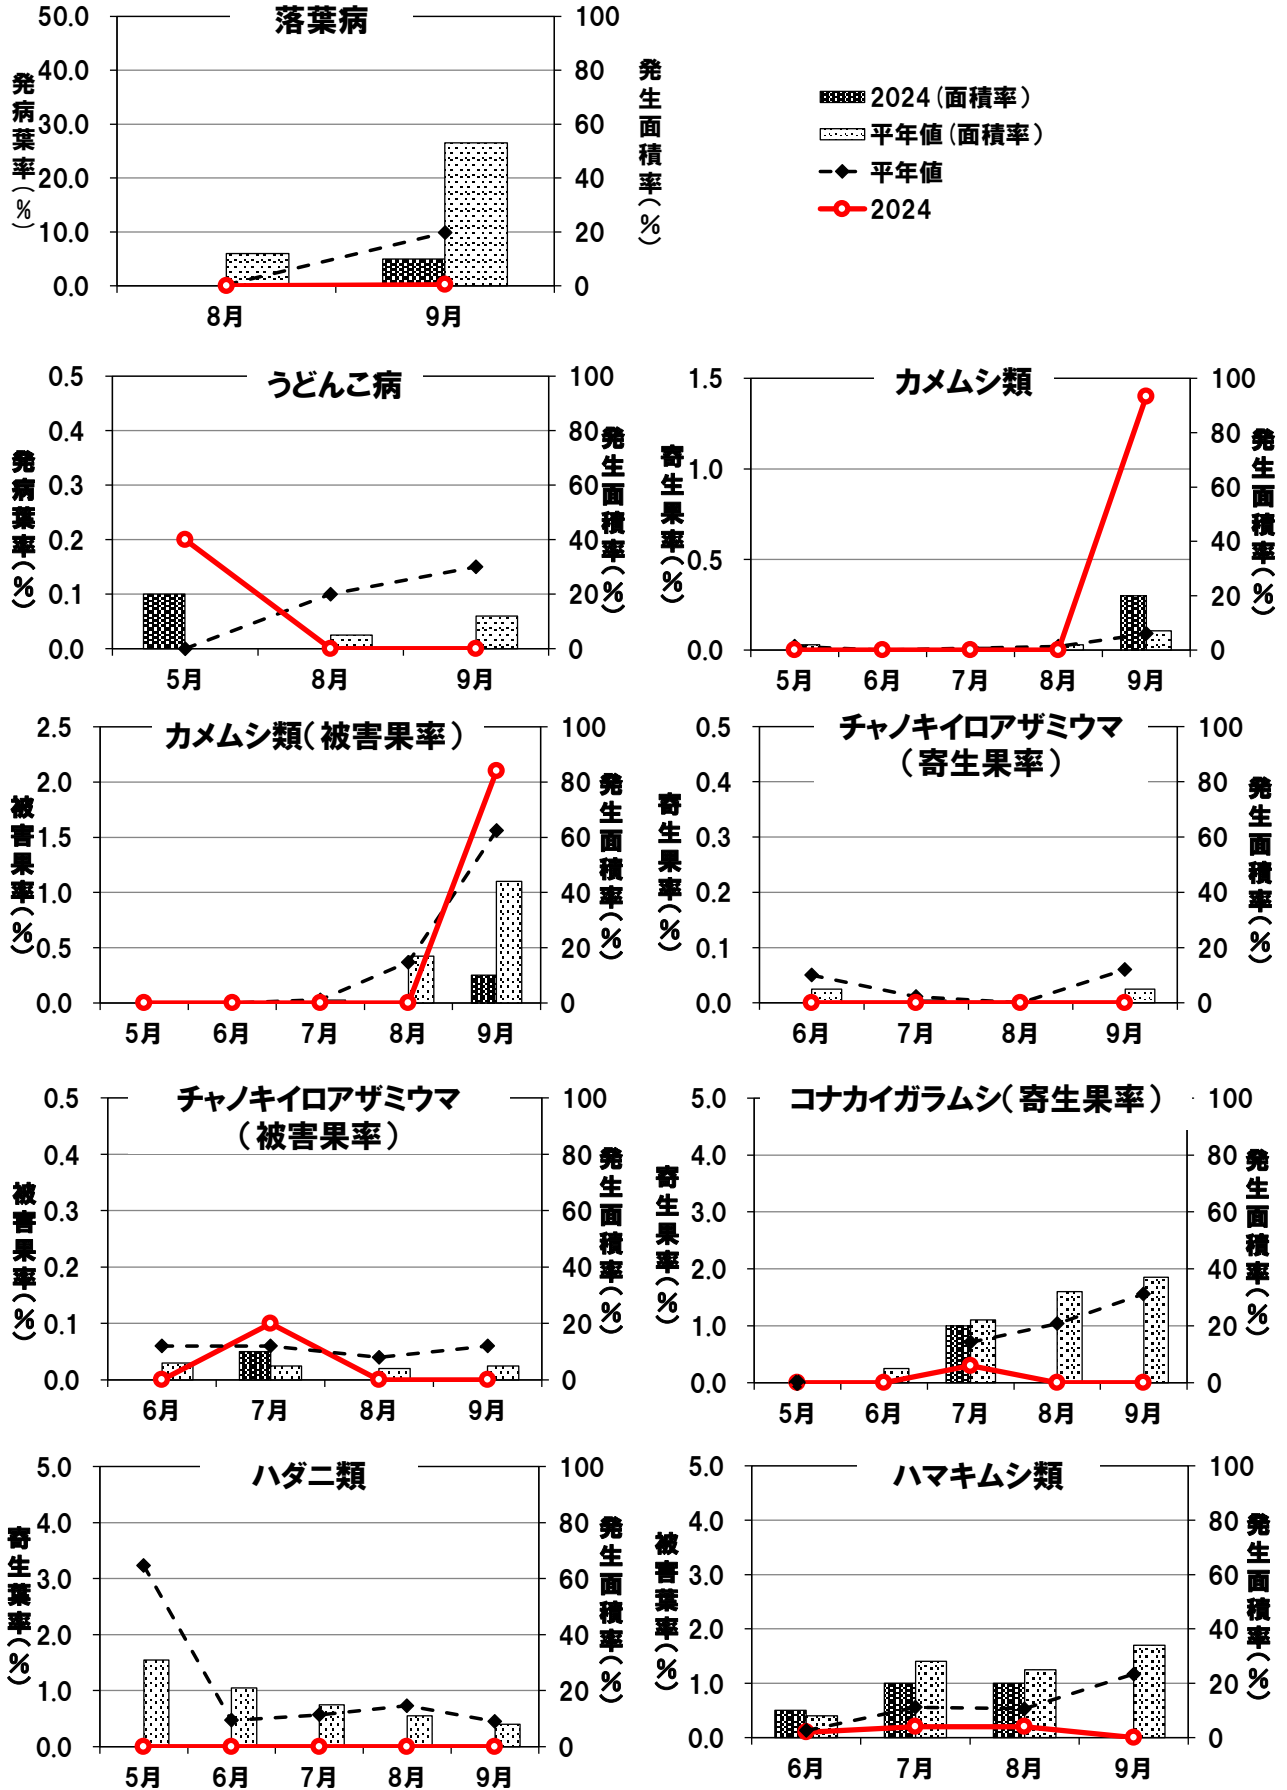 落葉病
50.0
40.0
30.0
20.0
10.0
0.0
発病葉率(%)
100
80
60
40
20
0
発生面積率(%)
8月
9月
2024(面積率)
平年値(面積率)
平年値
2024
うどんこ病
0.5
0.4
0.3
0.2
0.1
0.0
発病葉率(%)
100
80
60
40
20
0
発生面積率(%)
5月
8月
9月
カメムシ類
1.5
1.0
0.5
0.0
寄生果率(%)
100
80
60
40
20
0
発生面積率(%)
5月
6月
7月
8月
9月
カメムシ類(被害果率)
2.5
2.0
1.5
1.0
0.5
0.0
被害果率(%)
100
80
60
40
20
0
発生面積率(%)
5月
6月
7月
8月
9月
チャノキイロアザミウマ
(寄生果率)
0.5
0.4
0.3
0.2
0.1
0.0
寄生果率(%)
100
80
60
40
20
0
発生面積率(%)
6月
7月
8月
9月
チャノキイロアザミウマ
(被害果率)
0.5
0.4
0.3
0.2
0.1
0.0
被害果率(%)
100
80
60
40
20
0
発生面積率(%)
6月
7月
8月
9月
コナカイガラムシ(寄生果率)
5.0
4.0
3.0
2.0
1.0
0.0
寄生果率(%)
100
80
60
40
20
0
発生面積率(%)
5月
6月
7月
8月
9月
ハダニ類
5.0
4.0
3.0
2.0
1.0
0.0
寄生葉率(%)
100
80
60
40
20
0
発生面積率(%)
5月
6月
7月
8月
9月
ハマキムシ類
5.0
4.0
3.0
2.0
1.0
0.0
被害葉率(%)
100
80
60
40
20
0
発生面積率(%)
6月
7月
8月
9月